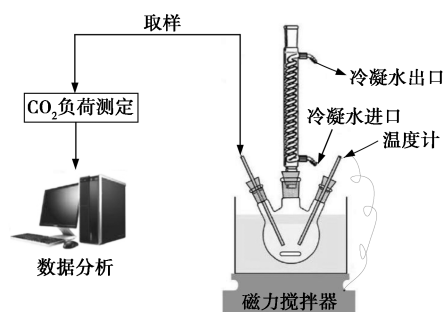 取样
冷凝水出口
CO₂负荷测定
冷凝水进口
温度计
数据分析
磁力搅拌器